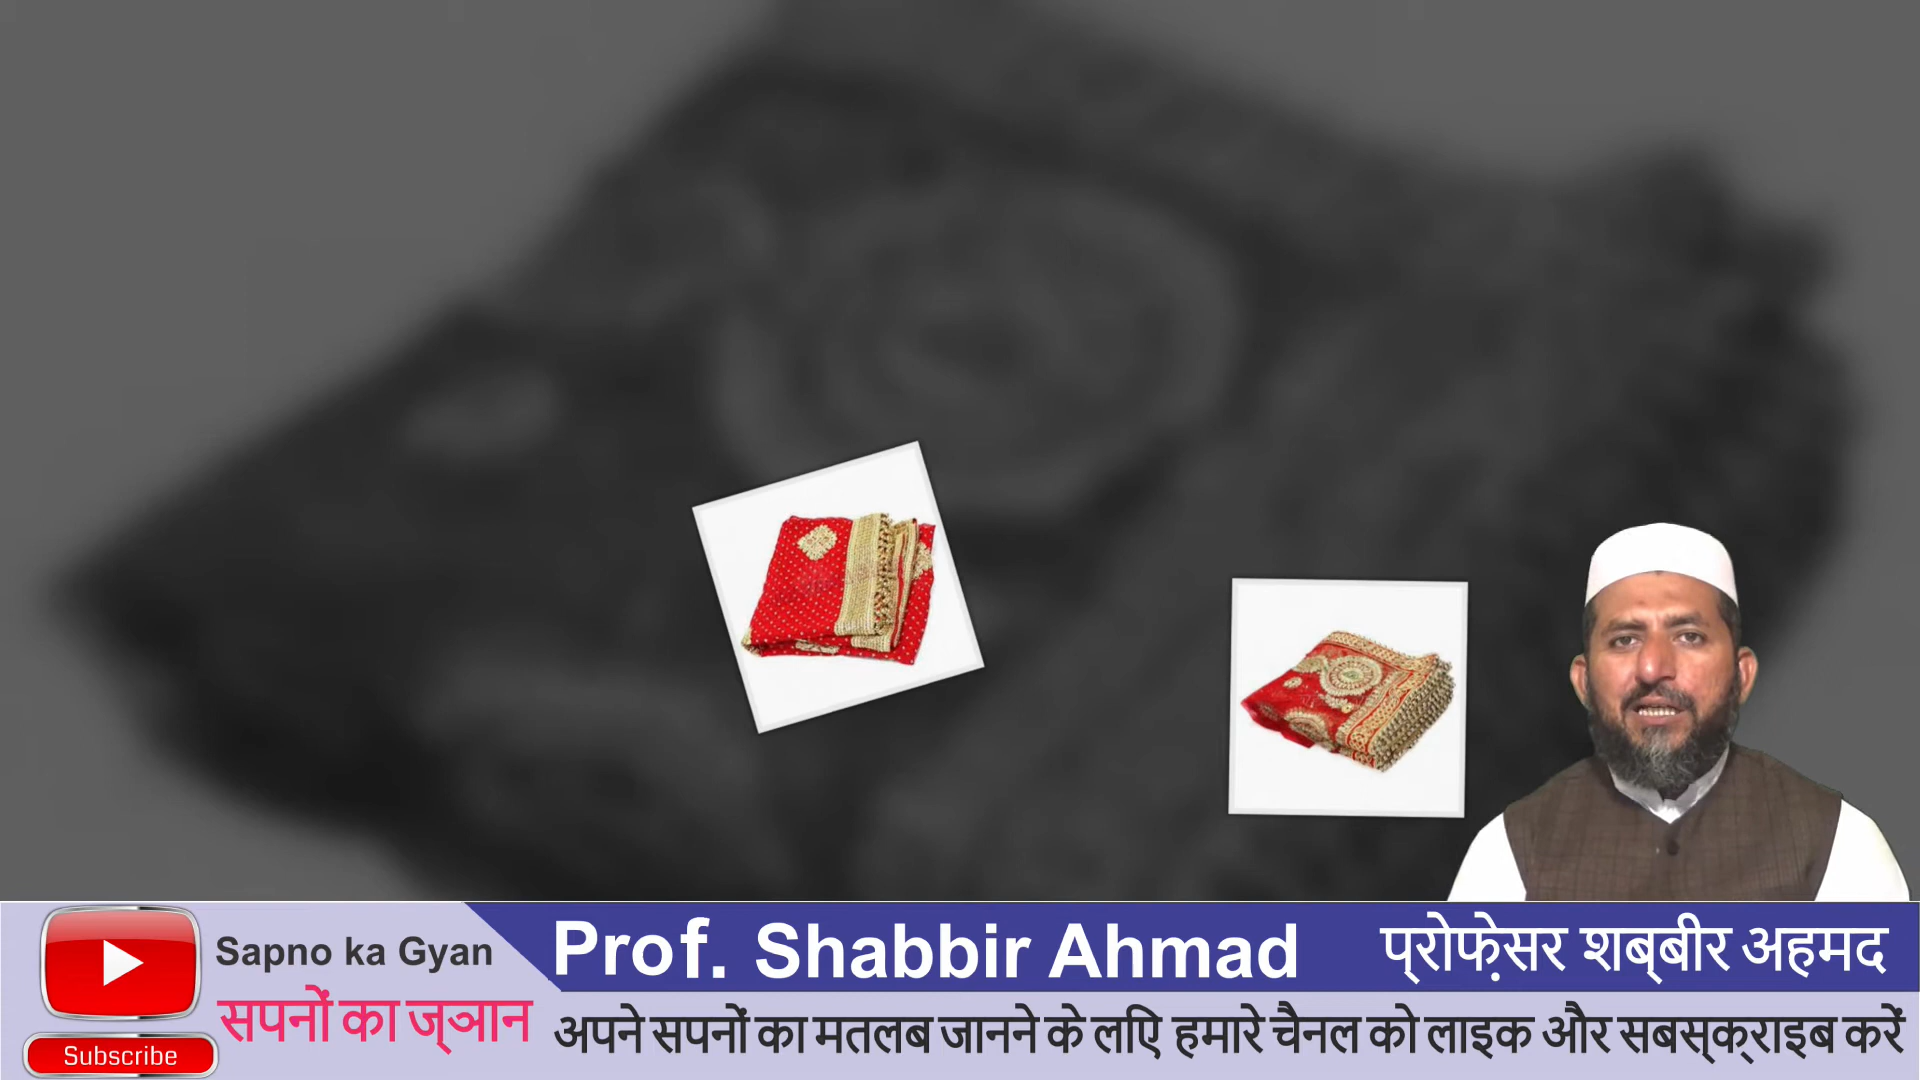 Sapno ka Gyan
सपनों का ज्ञान
Subscribe
Prof. Shabbir Ahmad
प्रोफ़ेसर शब्बीर अहमद
अपने सपनों का मतलब जानने के लिए हमारे चैनल को लाइक और सबस्क्राइब करें